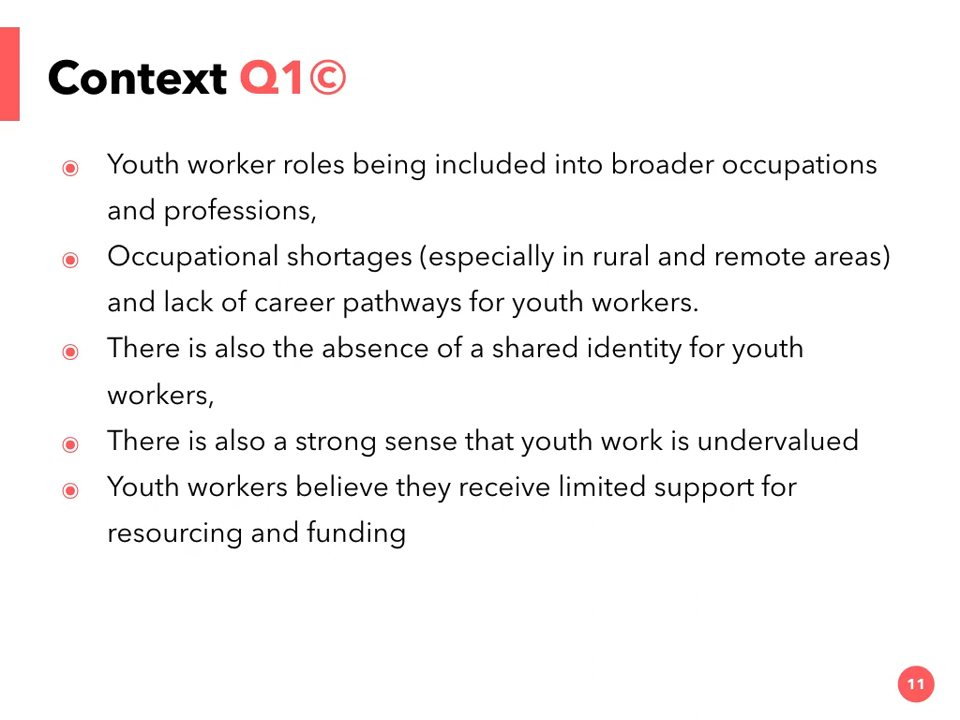 Context Q1©
Youth worker roles being included into broader occupations
and professions,
Occupational shortages (especially in rural and remote areas)
and lack of career pathways for youth workers.
There is also the absence of a shared identity for youth
workers,
There is also a strong sense that youth work is undervalued
Youth workers believe they receive limited support for
resourcing and funding
11